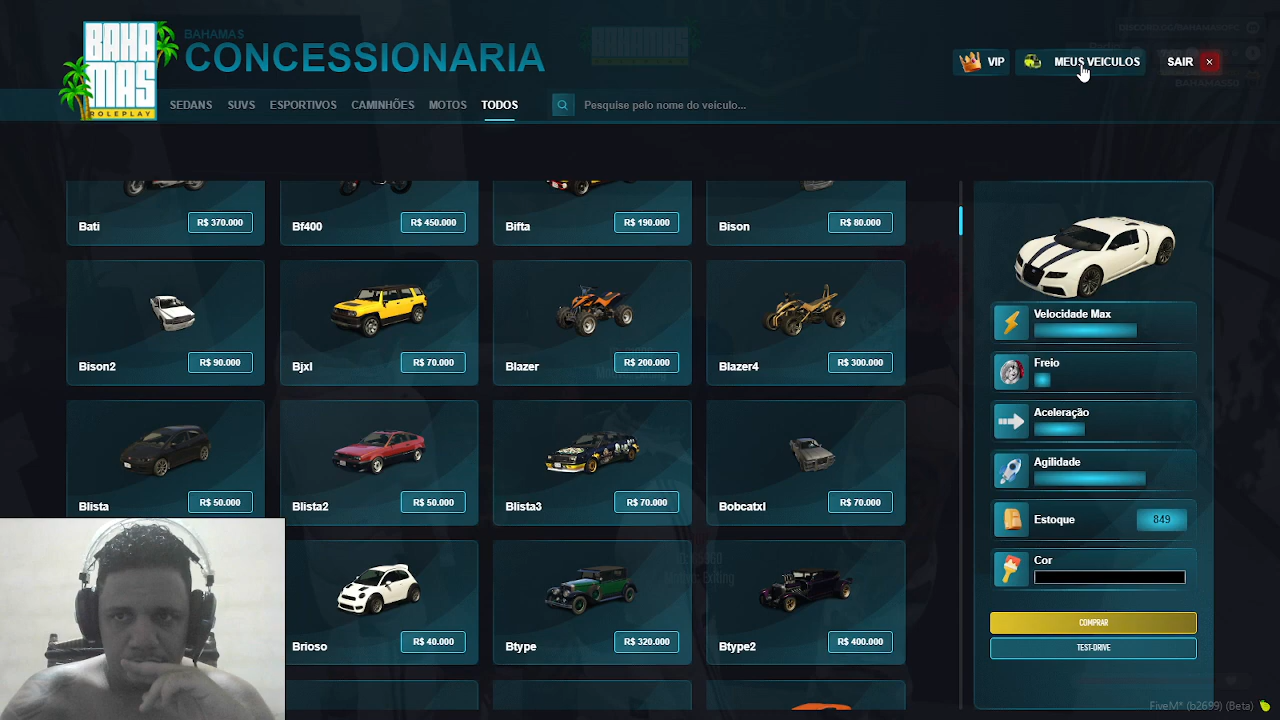 BAHA
MAS
ROLEPLAY
BAHAMAS
CONCESSIONARIA
VIP
MEUS VEICULOS
SAIR ×
SEDANS SUVS ESPORTIVOS CAMINHÕES MOTOS TODOS
Pesquise pelo nome do veiculo...
Bati R$ 370.000
Bf400 R$ 450.000
Bifta R$ 190.000
Bison R$ 80.000
Bison2 R$ 90.000
Bjxl R$ 70.000
Blazer R$ 200.000
Blazer4 R$ 300.000
Blista R$ 50.000
Blista2 R$ 50.000
Blista3 R$ 70.000
Bobcatxl R$ 70.000
Brioso R$ 40.000
Btype R$ 320.000
Btype2 R$ 400.000
Velocidade Max
Freio
Aceleração
Agilidade
Estoque 849
Cor
COMPRAR
TEST-DRIVE
FiveM* (b2699) (Beta)